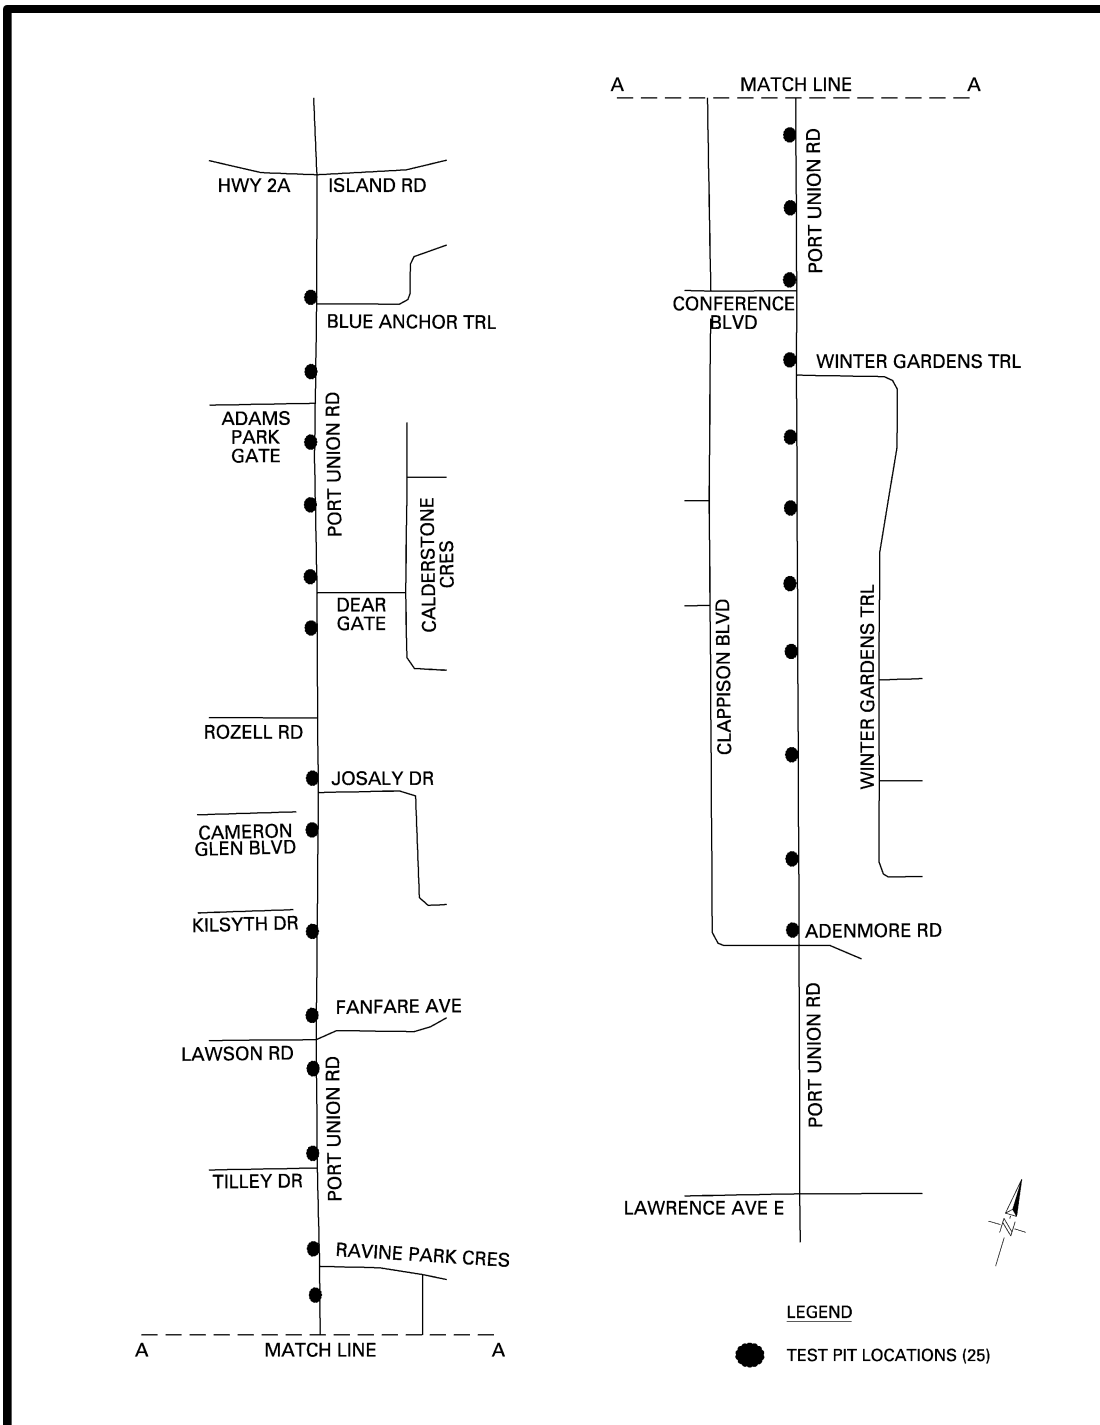 HWY 2A
ISLAND RD
BLUE ANCHOR TRL
ADAMS
PARK
GATE
PORT UNION RD
CALDERSTONE
CRES
DEAR
GATE
ROZELL RD
JOSALY DR
CAMERON
GLEN BLVD
KILSYTH DR
FANFARE AVE
LAWSON RD
PORT UNION RD
TILLEY DR
RAVINE PARK CRES
A
MATCH LINE
A
A
MATCH LINE
A
PORT UNION RD
CONFERENCE
BLVD
WINTER GARDENS TRL
CLAPPISON BLVD
WINTER GARDENS TRL
ADENMORE RD
PORT UNION RD
LAWRENCE AVE E
N
LEGEND
TEST PIT LOCATIONS (25)